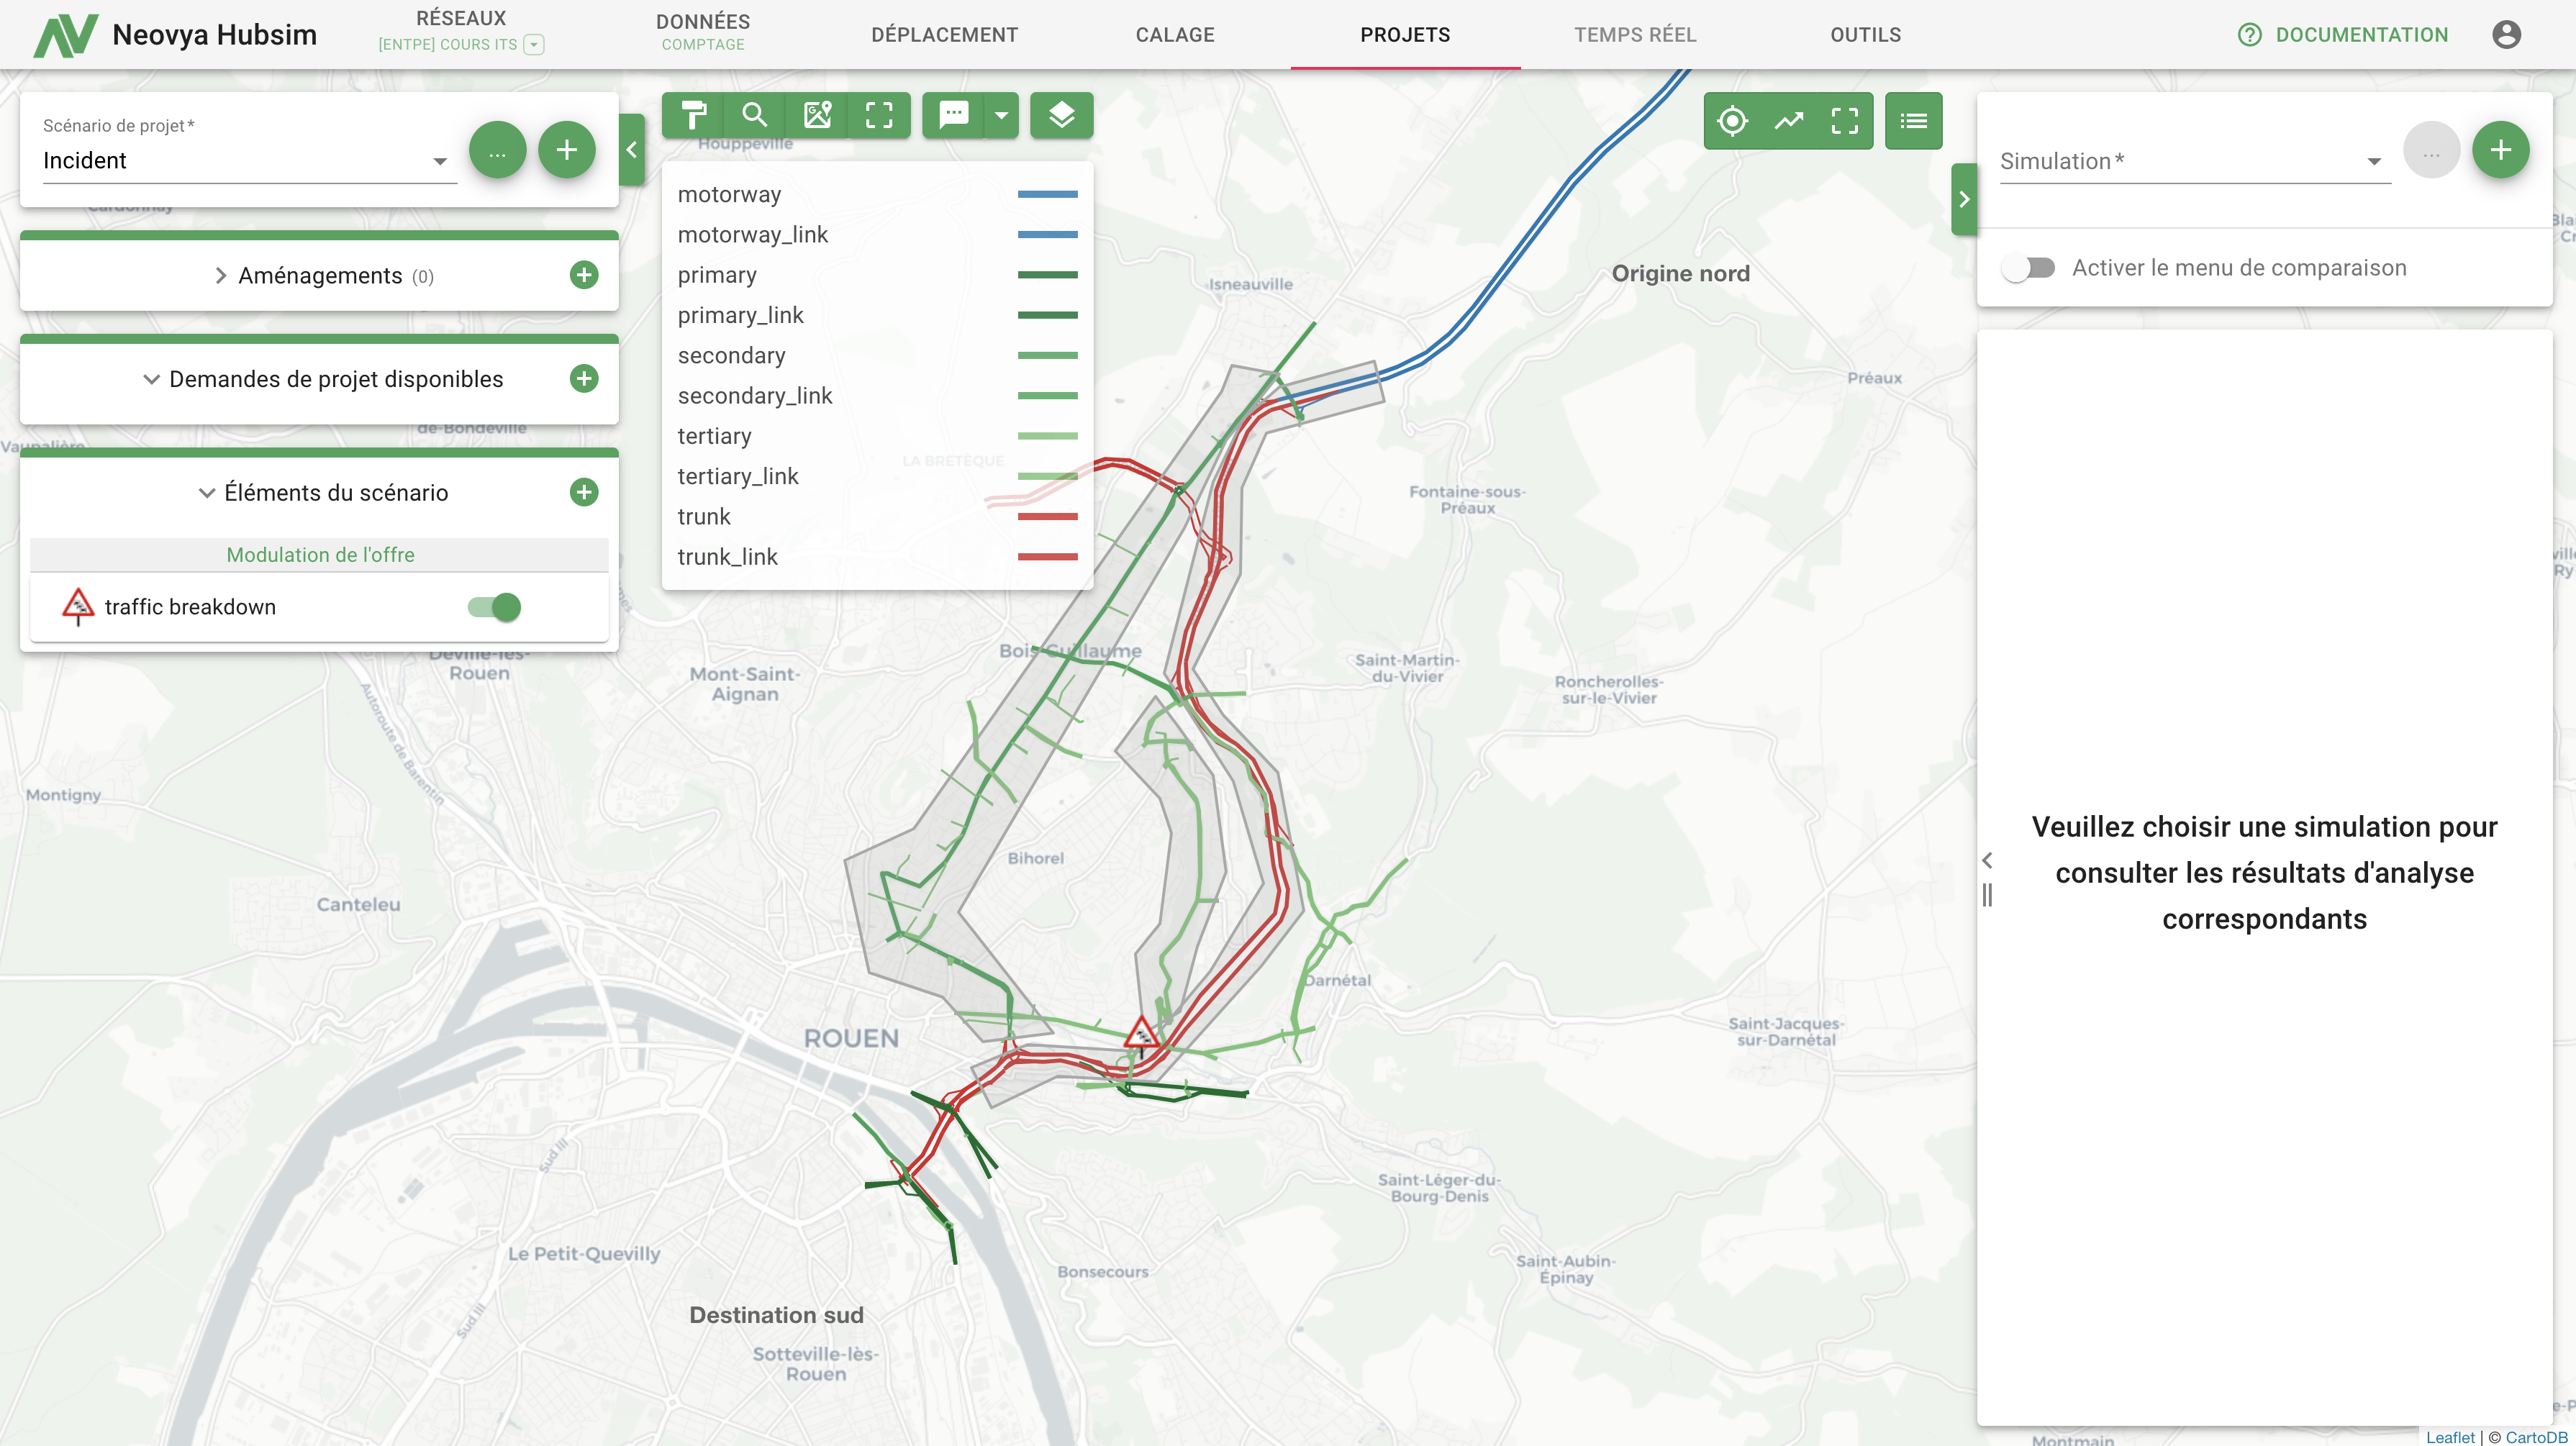 Neovya Hubsim
RÉSEAUX
[ENTPE] COURS ITS
DONNÉES
COMPTAGE
DÉPLACEMENT
CALAGE
PROJETS
TEMPS RÉEL
OUTILS
DOCUMENTATION
Scénario de projet*
Incident
...
Aménagements (0)
Demandes de projet disponibles
Éléments du scénario
Modulation de l'offre
traffic breakdown
motorway
motorway_link
primary
primary_link
secondary
secondary_link
tertiary
tertiary_link
trunk
trunk_link
Simulation*
...
Activer le menu de comparaison
Veuillez choisir une simulation pour
consulter les résultats d'analyse
correspondants
Houppeville
Isneauville
Origine nord
Préaux
de-Bondeville
LA BRETÈQUE
Fontaine-sous-
Préaux
Bois-Guillaume
Déville-lès-
Rouen
Mont-Saint-
Aignan
Saint-Martin-
du-Vivier
Roncherolles-
sur-le-Vivier
Autoroute de Barentin
Montigny
Bihorel
Canteleu
Darnétal
ROUEN
Saint-Jacques-
sur-Darnétal
Sud III
Saint-Léger-du-
Bourg-Denis
Le Petit-Quevilly
Bonsecours
Saint-Aubin-
Épinay
Destination sud
Sud III
Sotteville-lès-
Rouen
Montmain
Leaflet | © CartoDB